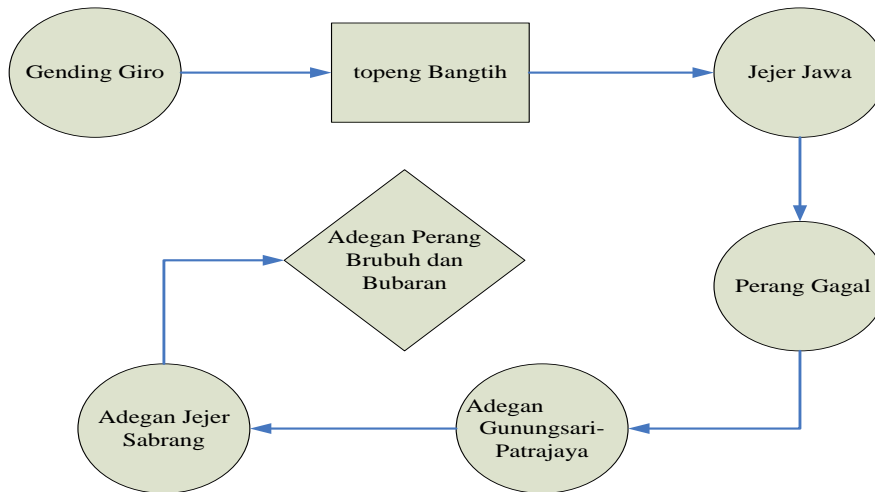 Gending Giro
topeng Bangtih
Jejer Jawa
Perang Gagal
Adegan
Gunungsari-
Patrajaya
Adegan Jejer
Sabrang
Adegan Perang
Brubuh dan
Bubaran